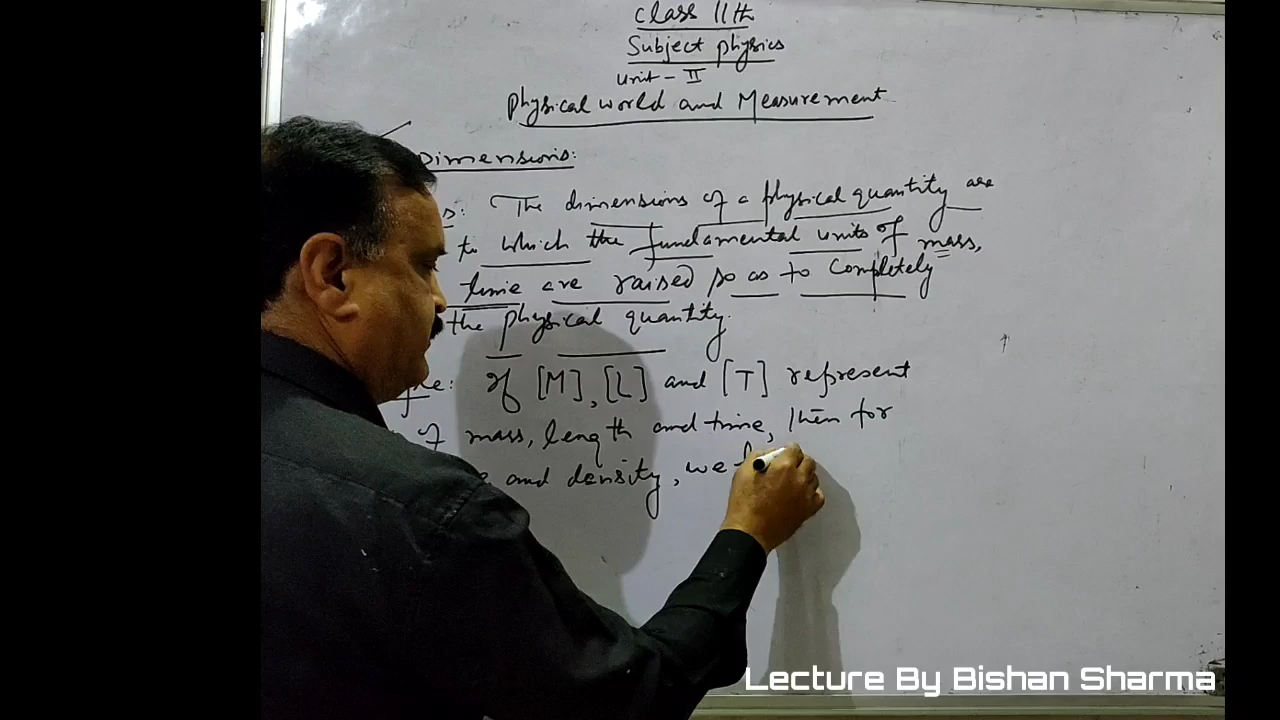 Class 11th
Subject physics
Unit - II
Physical world and Measurement
Dimensions:
s: The dimensions of a physical quantity are
to which the fundamental units of mass,
time are raised so as to completely
the physical quantity.
: If [M], [L] and [T] represent
of mass, length and time, then for
and density, we
Lecture By Bishan Sharma